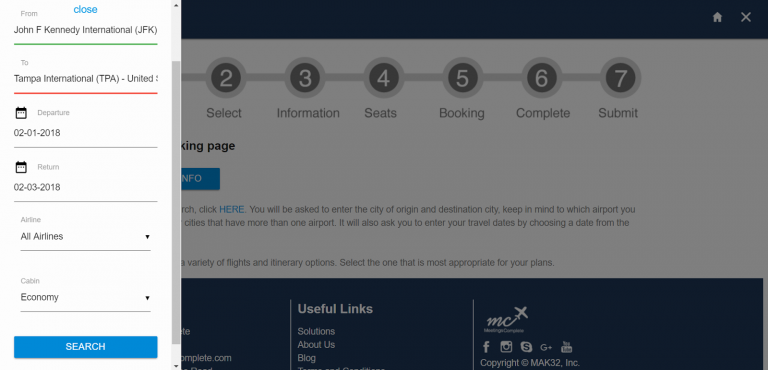 close
From
John F Kennedy International (JFK)
To
Tampa International (TPA) - United S
Departure
02-01-2018
Return
02-03-2018
Airline
All Airlines
Cabin
Economy
SEARCH
2 3 4 5 6 7
Select Information Seats Booking Complete Submit
king page
NFO
rch, click HERE. You will be asked to enter the city of origin and destination city, keep in mind to which airport you
cities that have more than one airport. It will also ask you to enter your travel dates by choosing a date from the
a variety of flights and itinerary options. Select the one that is most appropriate for your plans.
ete
omplete.com
Road
Useful Links
Solutions
About Us
Blog
Terms and Conditions
mc
MeetingsComplete
G+ You
Copyright © MAK32, Inc.